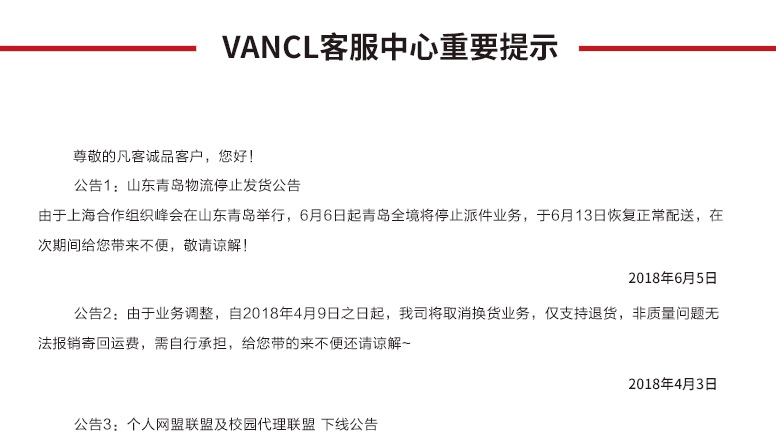 VANCL客服中心重要提示
尊敬的凡客诚品客户，您好！
公告1：山东青岛物流停止发货公告
由于上海合作组织峰会在山东青岛举行，6月6日起青岛全境将停止派件业务，于6月13日恢复正常配送，在
次期间给您带来不便，敬请谅解！
2018年6月5日
公告2：由于业务调整，自2018年4月9日之日起，我司将取消换货业务，仅支持退货，非质量问题无
法报销寄回运费，需自行承担，给您带的来不便还请谅解~
2018年4月3日
公告3：个人网盟联盟及校园代理联盟 下线公告